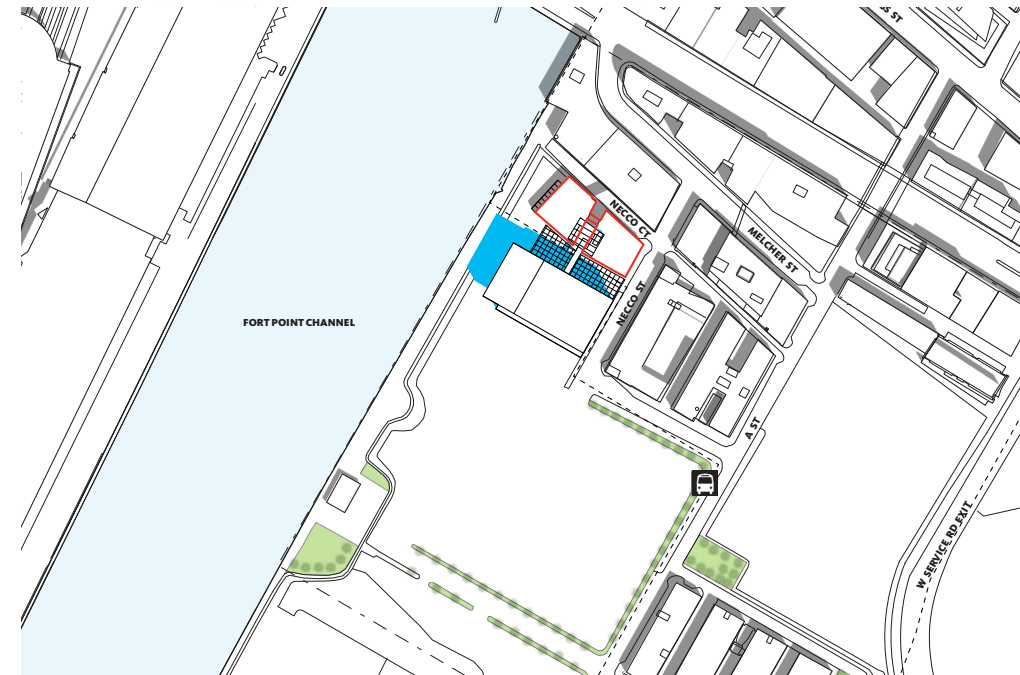 NECCO CT
MELCHER ST
FORT POINT CHANNEL
NECCO ST
A ST
W SERVICE RD EXIT